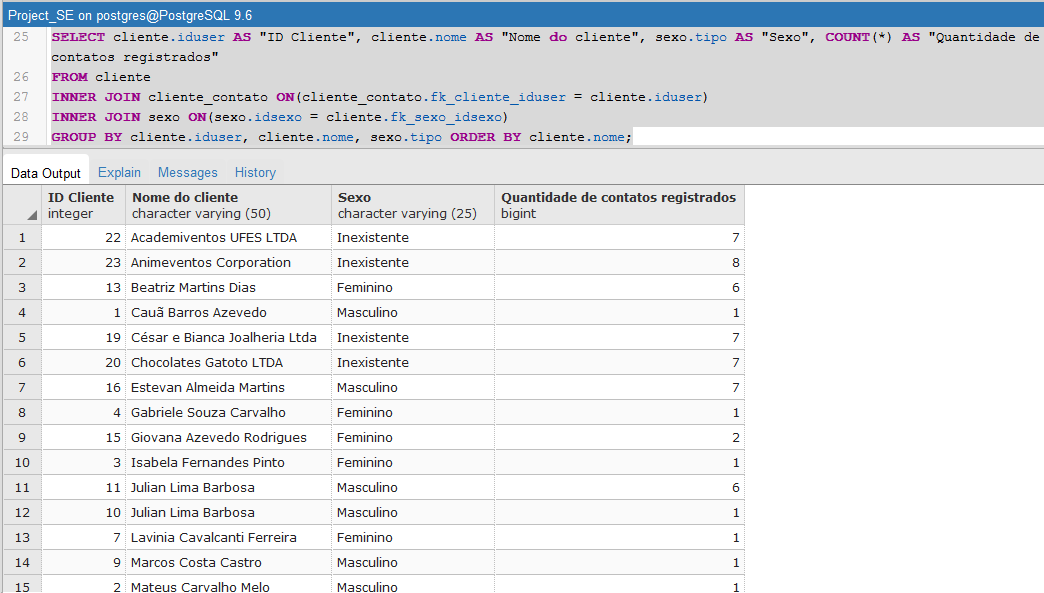 Project_SE on postgres@PostgreSQL 9.6
25 SELECT cliente.iduser AS "ID Cliente", cliente.nome AS "Nome do cliente", sexo.tipo AS "Sexo", COUNT(*) AS "Quantidade de
contatos registrados"
26 FROM cliente
27 INNER JOIN cliente_contato ON(cliente_contato.fk_cliente_iduser = cliente.iduser)
28 INNER JOIN sexo ON(sexo.idsexo = cliente.fk_sexo_idsexo)
29 GROUP BY cliente.iduser, cliente.nome, sexo.tipo ORDER BY cliente.nome;
Data Output Explain Messages History
ID Cliente Nome do cliente Sexo Quantidade de contatos registrados
integer character varying (50) character varying (25) bigint
1 22 Academiventos UFES LTDA Inexistente 7
2 23 Animeventos Corporation Inexistente 8
3 13 Beatriz Martins Dias Feminino 6
4 1 Cauã Barros Azevedo Masculino 1
5 19 César e Bianca Joalheria Ltda Inexistente 7
6 20 Chocolates Gatoto LTDA Inexistente 7
7 16 Estevan Almeida Martins Masculino 7
8 4 Gabriele Souza Carvalho Feminino 1
9 15 Giovana Azevedo Rodrigues Feminino 2
10 3 Isabela Fernandes Pinto Feminino 1
11 11 Julian Lima Barbosa Masculino 6
12 10 Julian Lima Barbosa Masculino 1
13 7 Lavinia Cavalcanti Ferreira Feminino 1
14 9 Marcos Costa Castro Masculino 1
15 2 Mateus Carvalho Melo Masculino 1